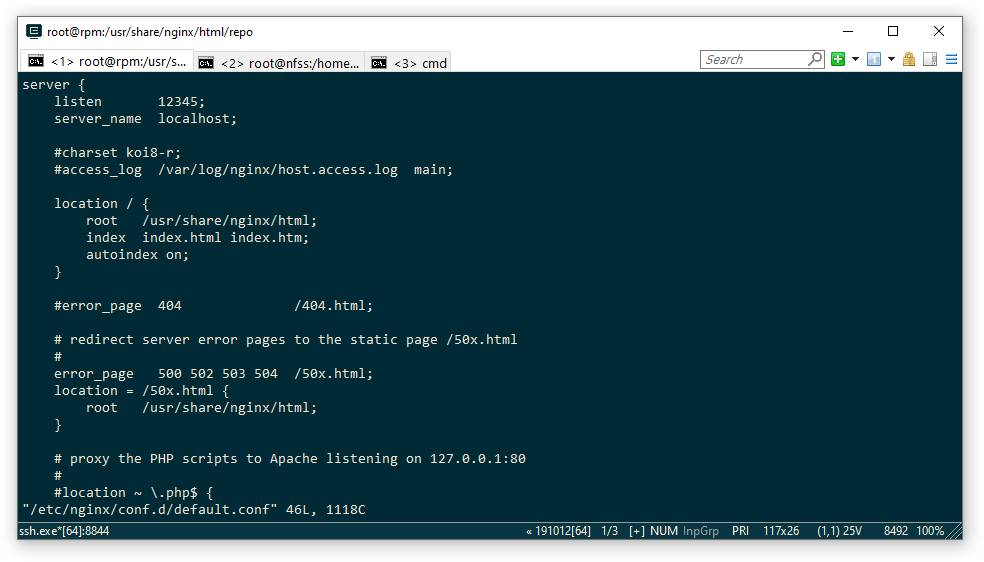 root@rpm:/usr/share/nginx/html/repo
<1> root@rpm:/usr/s... <2> root@nfss:/home... <3> cmd Search
server {
    listen       12345;
    server_name  localhost;
    #charset koi8-r;
    #access_log  /var/log/nginx/host.access.log  main;
    location / {
        root   /usr/share/nginx/html;
        index  index.html index.htm;
        autoindex on;
    }
    #error_page  404              /404.html;
    # redirect server error pages to the static page /50x.html
    #
    error_page   500 502 503 504  /50x.html;
    location = /50x.html {
        root   /usr/share/nginx/html;
    }
    # proxy the PHP scripts to Apache listening on 127.0.0.1:80
    #
    #location ~ \.php$ {
"/etc/nginx/conf.d/default.conf" 46L, 1118C
ssh.exe*[64]:8844 « 191012[64] 1/3 [+] NUM InpGrp PRI 117x26 (1,1) 25V 8492 100%